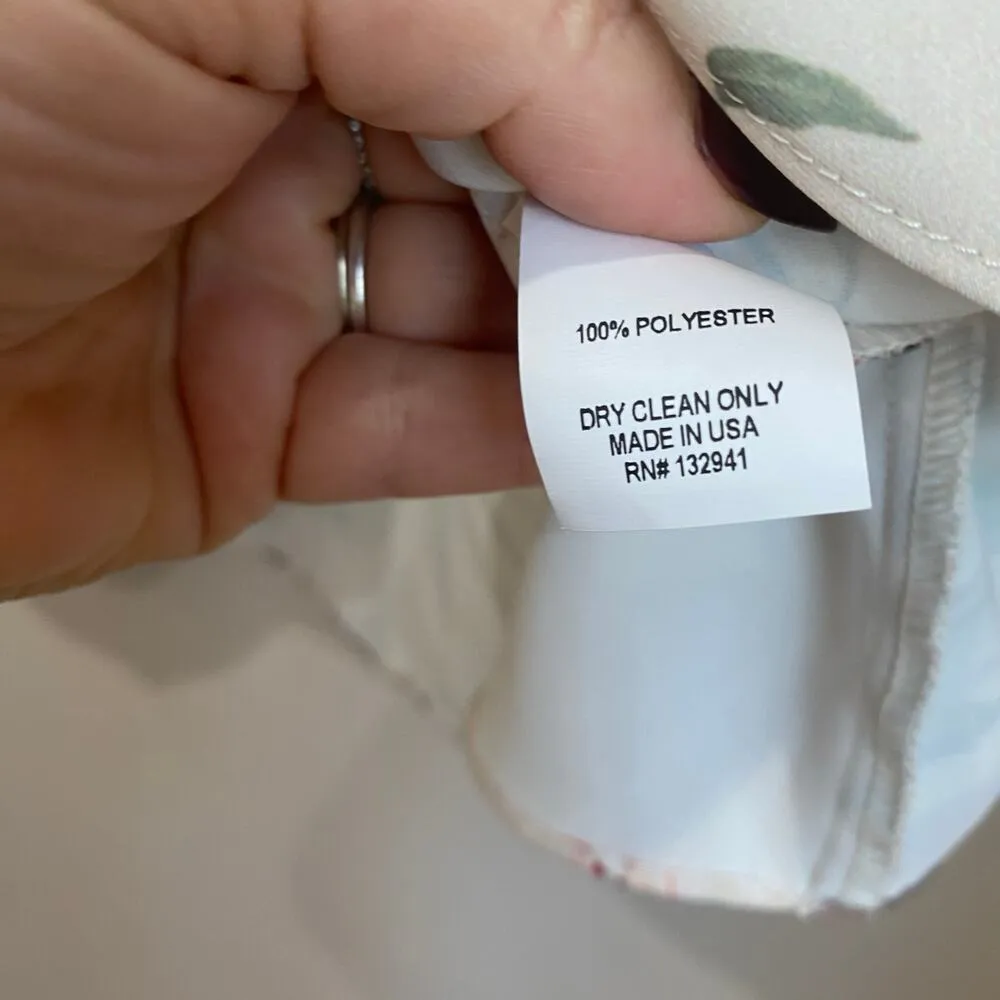 100% POLYESTER
DRY CLEAN ONLY
MADE IN USA
RN# 132941